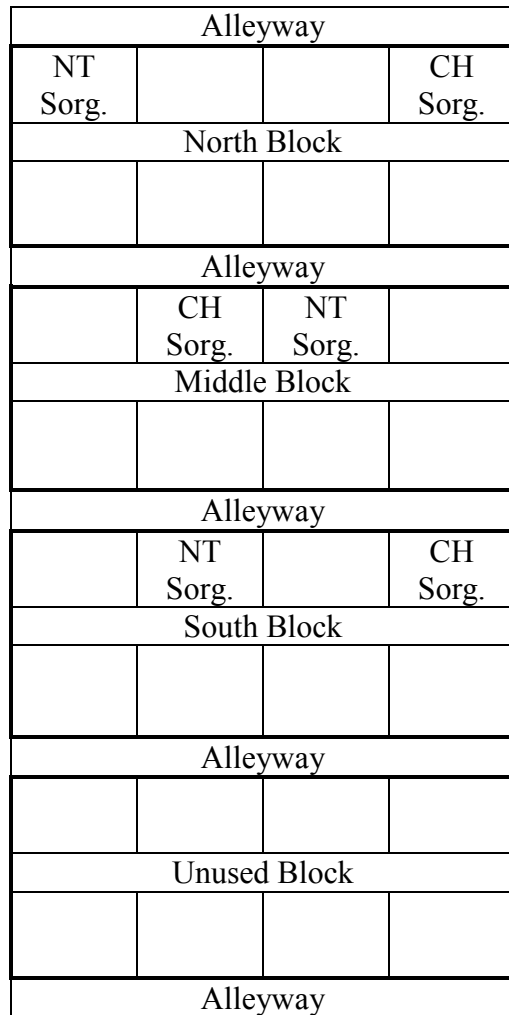 Alleyway
NT CH
Sorg. Sorg.
North Block
Alleyway
CH NT
Sorg. Sorg.
Middle Block
Alleyway
NT CH
Sorg. Sorg.
South Block
Alleyway
Unused Block
Alleyway